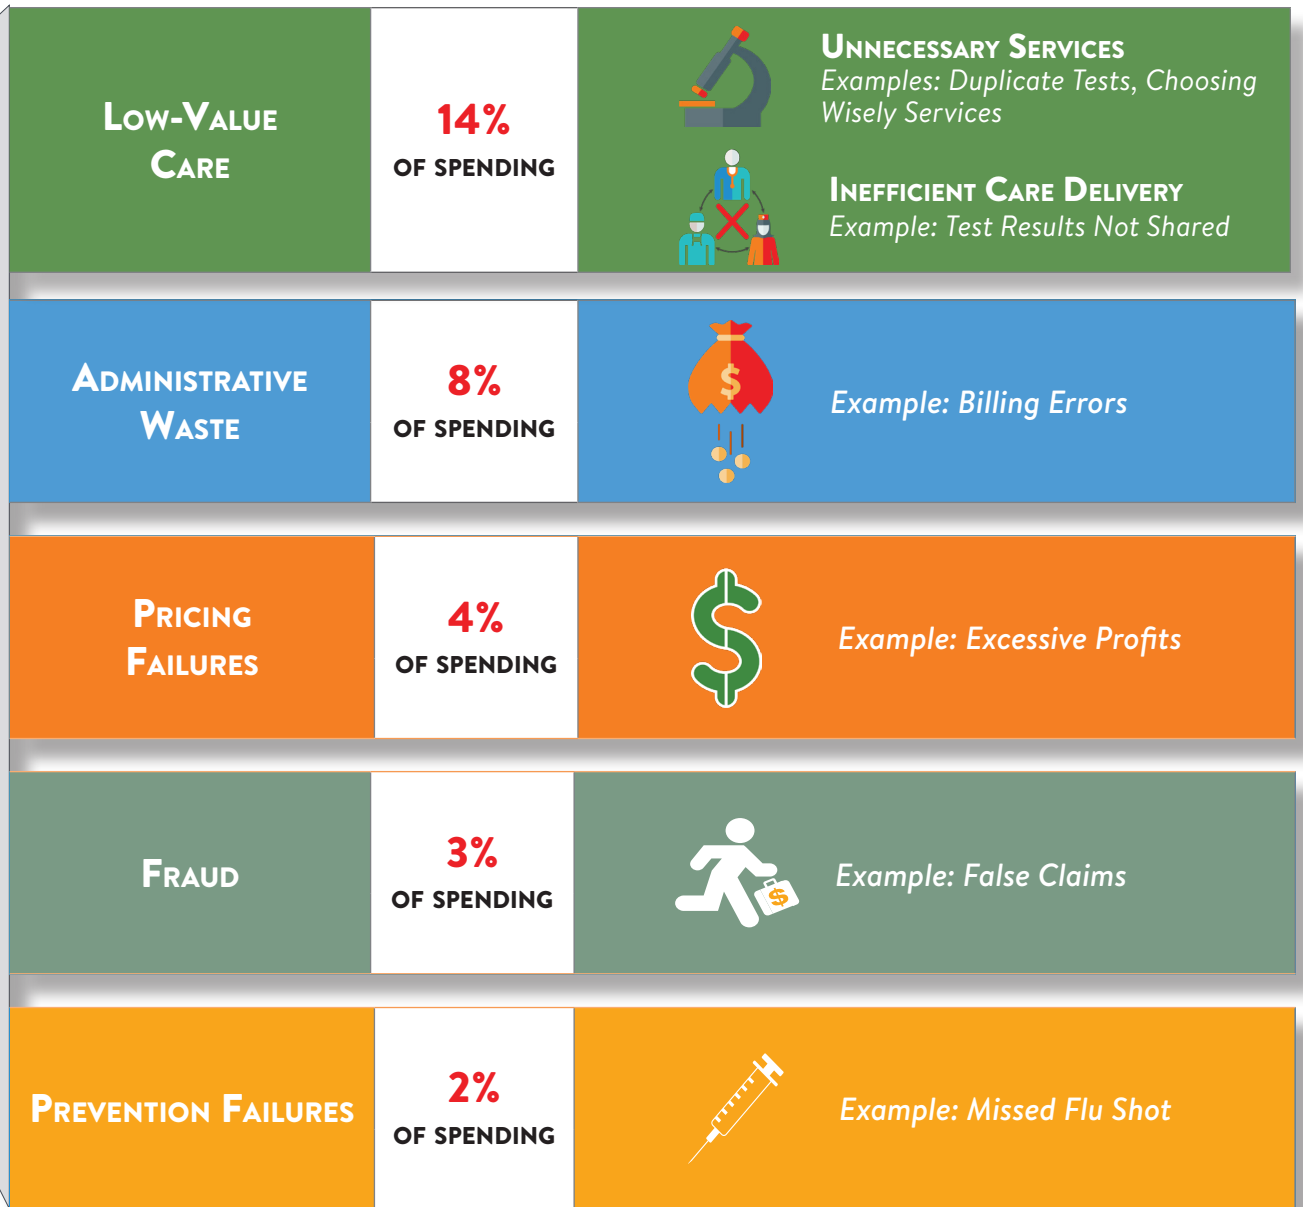 Low-Value
Care
14%
OF SPENDING
Unnecessary Services
Examples: Duplicate Tests, Choosing
Wisely Services
Inefficient Care Delivery
Example: Test Results Not Shared
Administrative
Waste
8%
OF SPENDING
$
Example: Billing Errors
Pricing
Failures
4%
OF SPENDING
$
Example: Excessive Profits
Fraud
3%
OF SPENDING
$
Example: False Claims
Prevention Failures
2%
OF SPENDING
Example: Missed Flu Shot